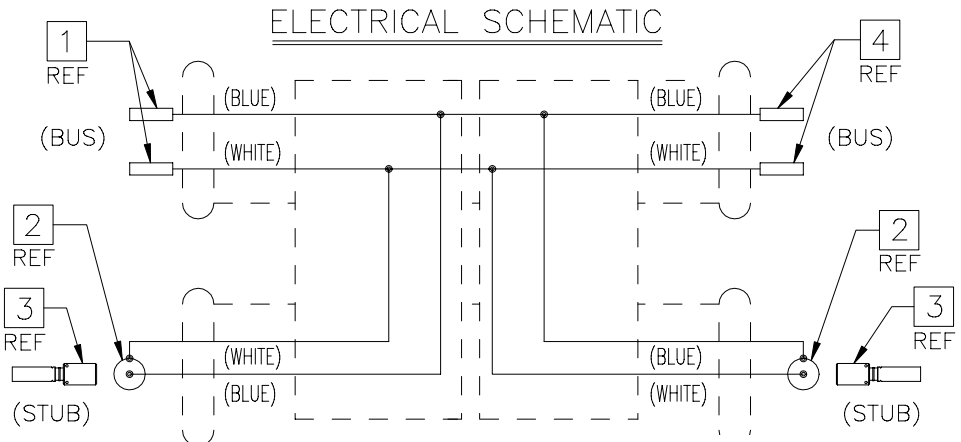 ELECTRICAL SCHEMATIC
1
REF
4
REF
(BLUE)
(BLUE)
(BUS)
(BUS)
(WHITE)
(WHITE)
2
REF
2
REF
3
REF
3
REF
(WHITE)
(BLUE)
(BLUE)
(WHITE)
(STUB)
(STUB)